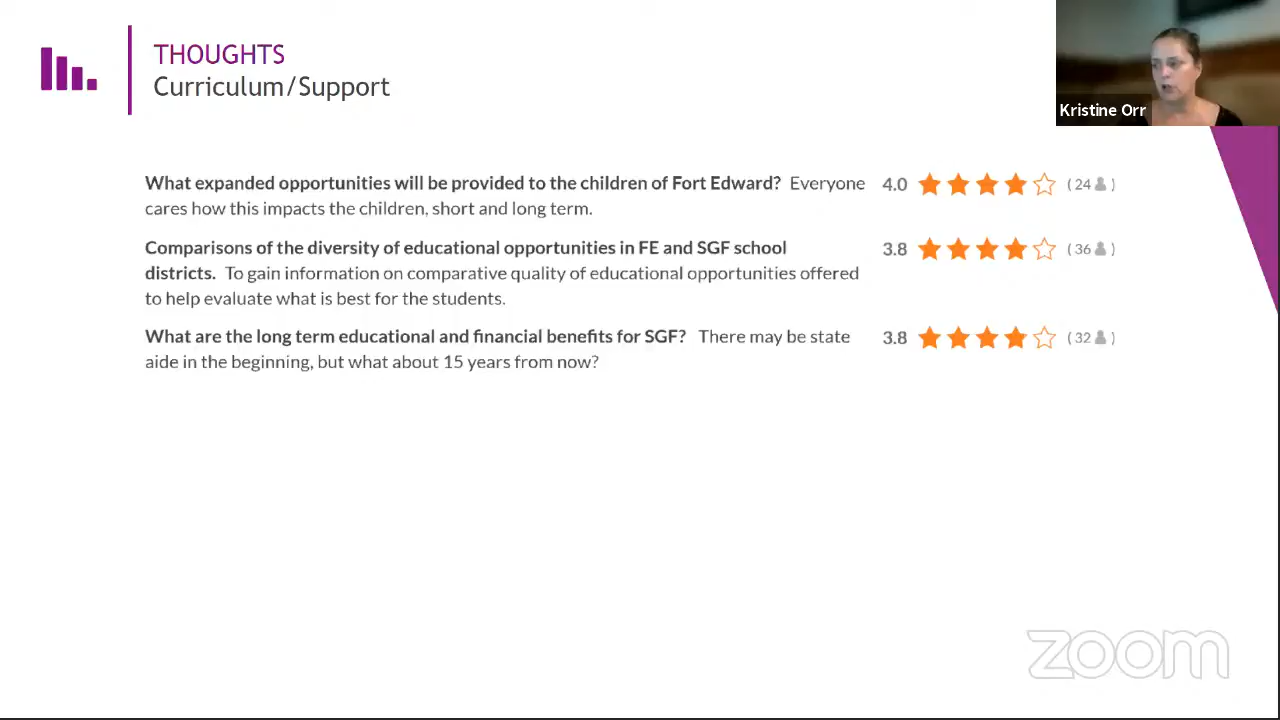 THOUGHTS
Curriculum/Support
Kristine Orr
What expanded opportunities will be provided to the children of Fort Edward? Everyone
cares how this impacts the children, short and long term.
4.0 (24)
Comparisons of the diversity of educational opportunities in FE and SGF school
districts. To gain information on comparative quality of educational opportunities offered
to help evaluate what is best for the students.
3.8 (36)
What are the long term educational and financial benefits for SGF? There may be state
aide in the beginning, but what about 15 years from now?
3.8 (32)
zoom